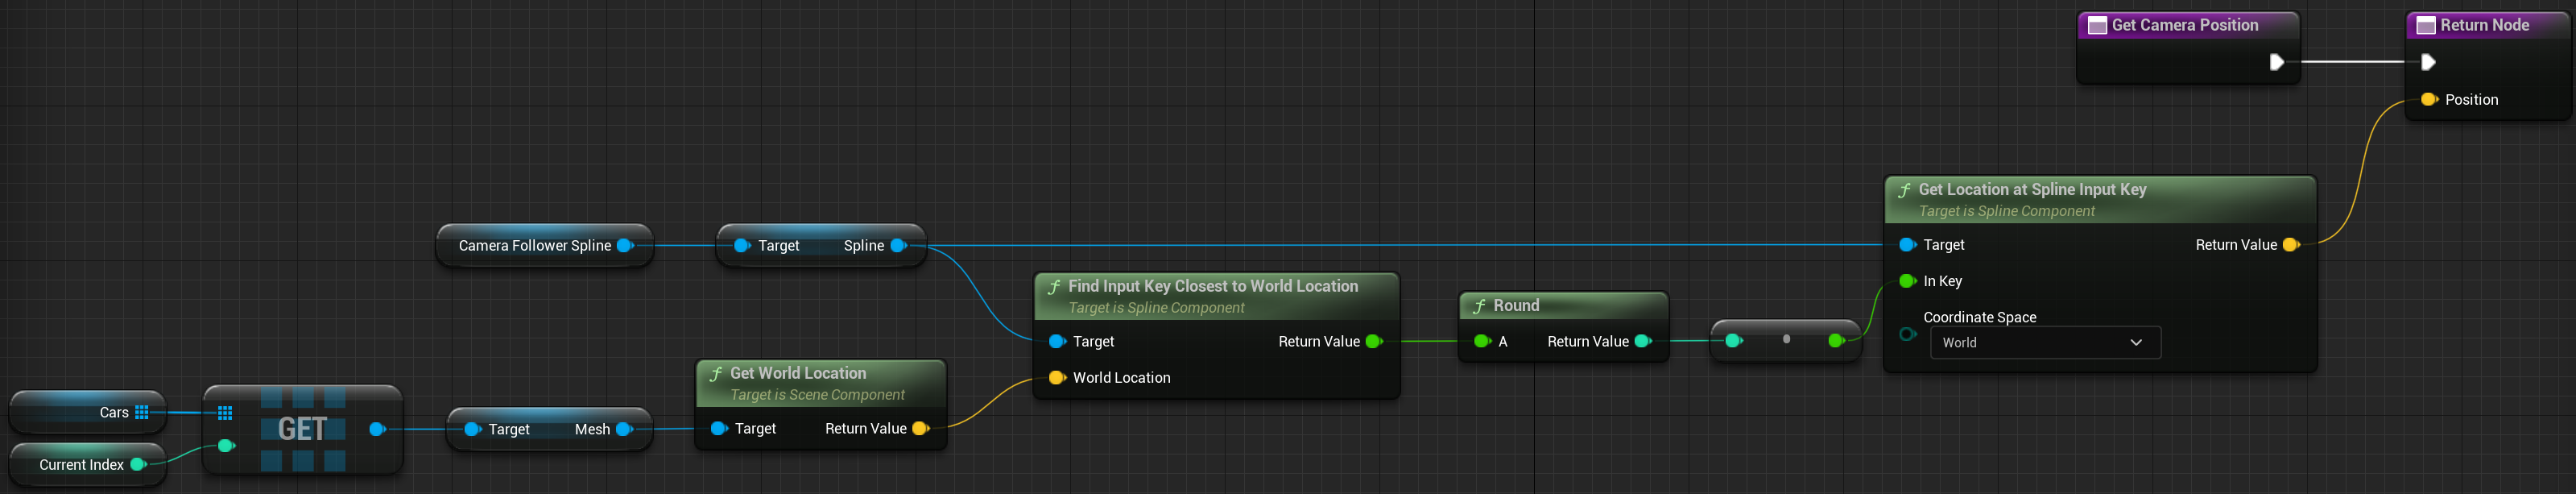 Get Camera Position
Return Node
Position
Get Location at Spline Input Key
Target is Spline Component
Camera Follower Spline
Target
Spline
Target
Return Value
Find Input Key Closest to World Location
Target is Spline Component
In Key
Round
Coordinate Space
World
Target
Return Value
A
Return Value
Get World Location
Target is Scene Component
World Location
Cars
GET
Target
Mesh
Target
Return Value
Current Index